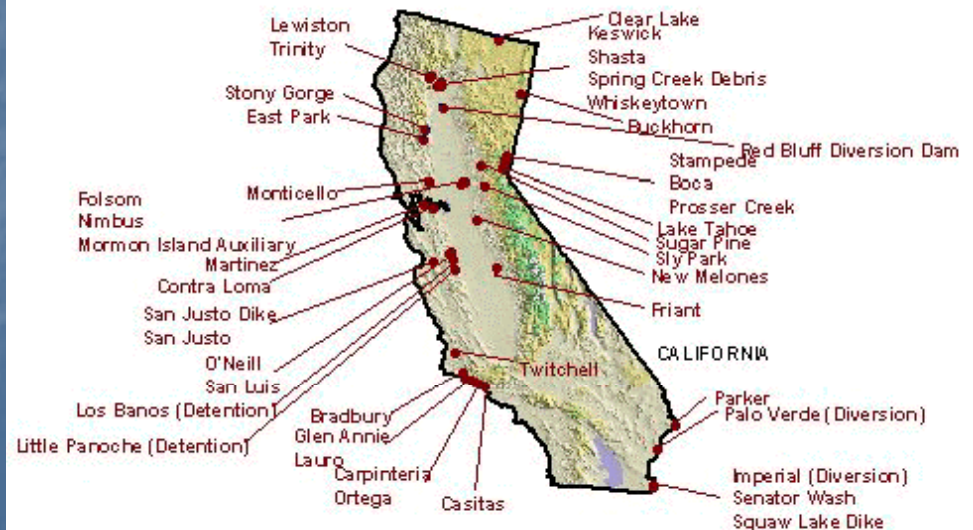 Lewiston
Trinity
Stony Gorge
East Park
Monticello
Folsom
Nimbus
Mormon Island Auxiliary
Martinez
Contra Loma
San Justo Dike
San Justo
O'Neill
San Luis
Los Banos (Detention)
Little Panoche (Detention)
Bradbury
Glen Annie
Lauro
Carpinteria
Ortega
Casitas
Twitchell
Clear Lake
Keswick
Shasta
Spring Creek Debris
Whiskeytown
Buckhorn
Red Bluff Diversion Dam
Stampede
Boca
Prosser Creek
Lake Tahoe
Sugar Pine
Sly Park
New Melones
Friant
CALIFORNIA
Parker
Palo Verde (Diversion)
Imperial (Diversion)
Senator Wash
Squaw Lake Dike